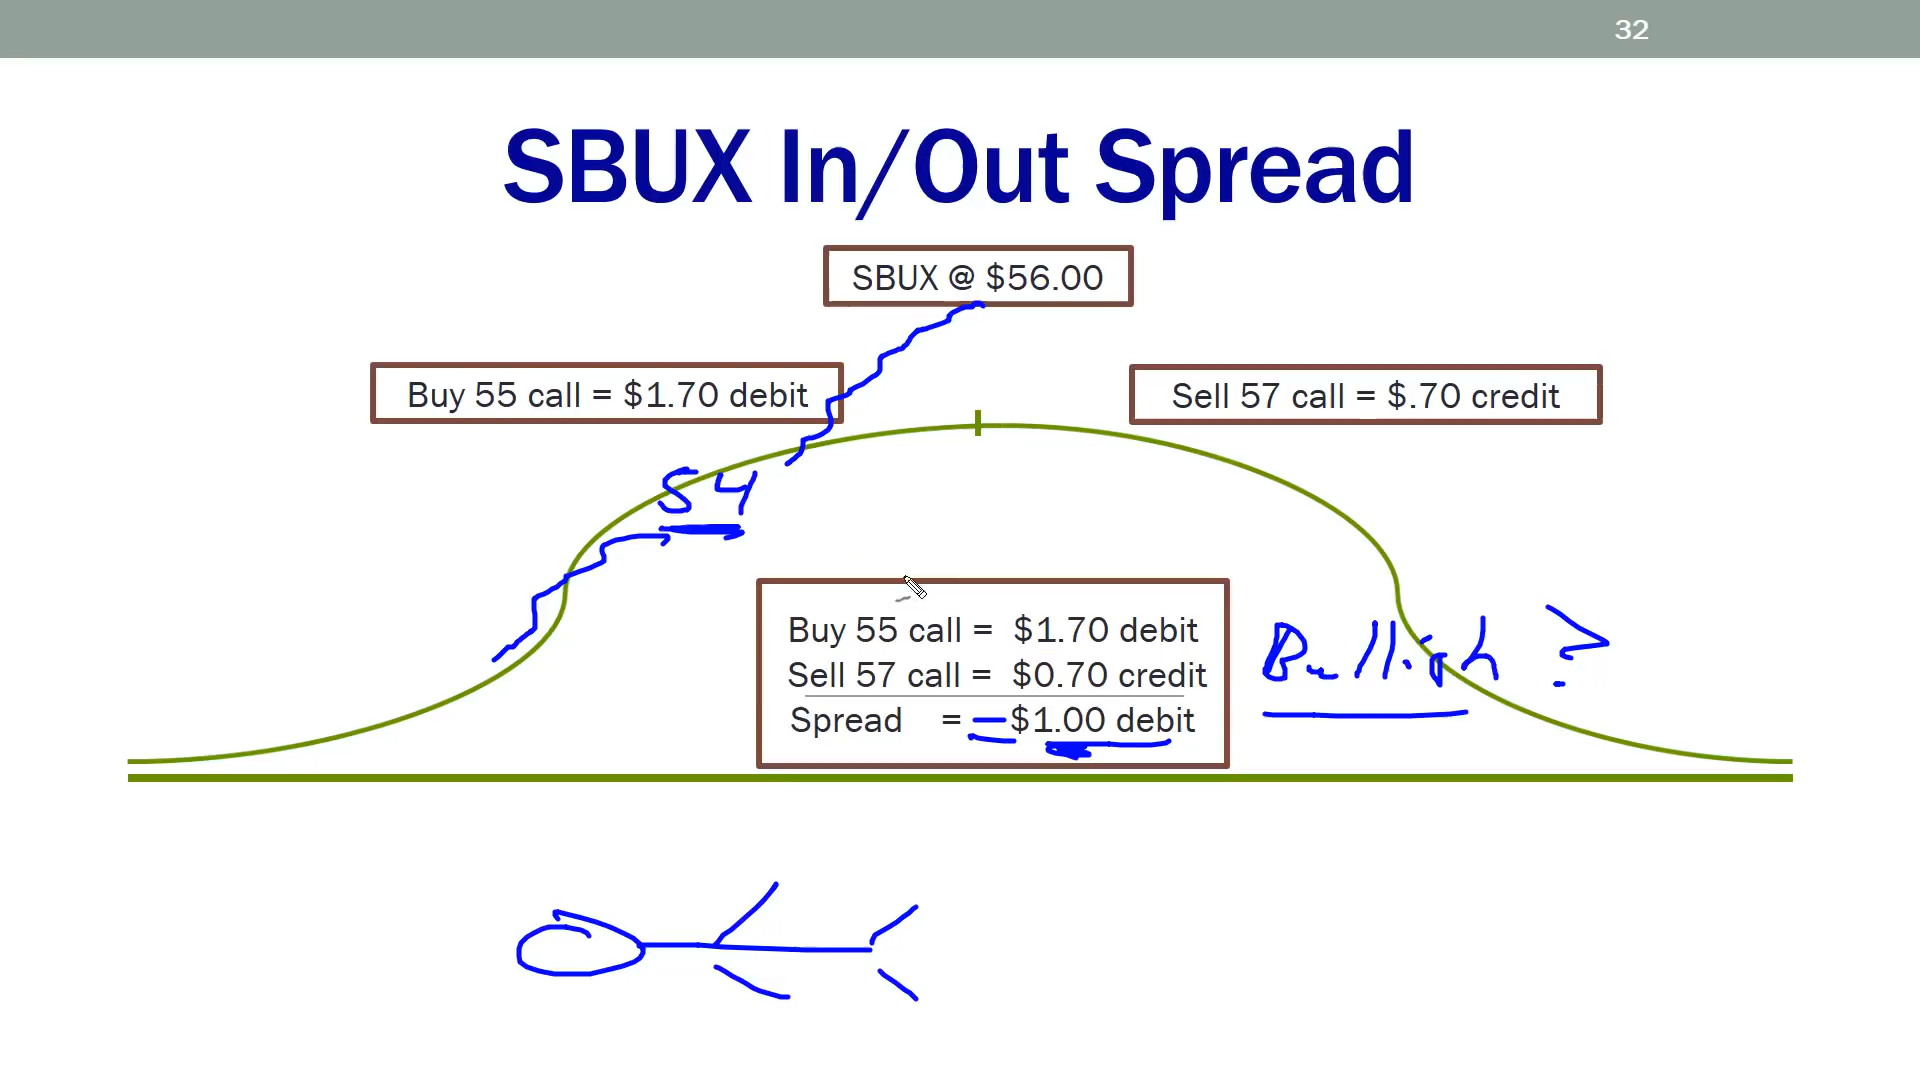 32
SBUX In/Out Spread
SBUX @ $56.00
Buy 55 call = $1.70 debit
Sell 57 call = $.70 credit
54
Buy 55 call = $1.70 debit
Sell 57 call = $0.70 credit
Spread = –$1.00 debit
Bullish ?